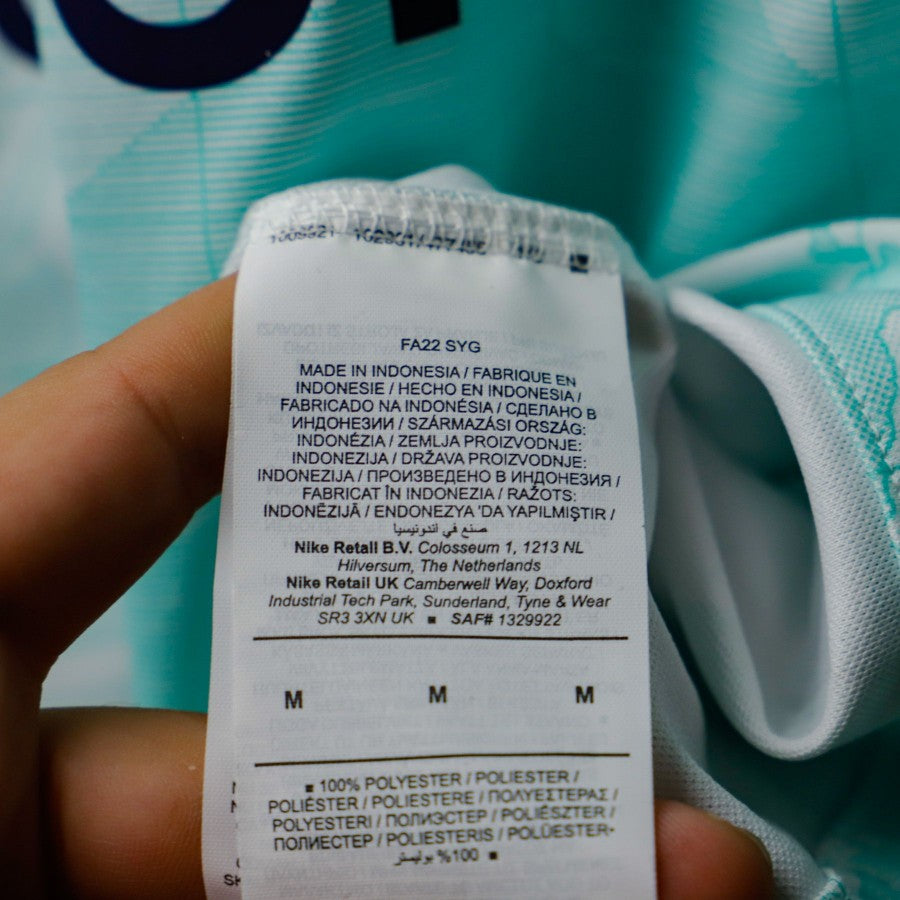 FA22 SYG
MADE IN INDONESIA / FABRIQUE EN
INDONESIE / HECHO EN INDONESIA /
FABRICADO NA INDONÉSIA / СДЕЛАНО В
ИНДОНЕЗИИ / SZÁRMAZÁSI ORSZÁG:
INDONÉZIA / ZEMLJA PROIZVODNJE:
INDONEZIJA / DRŽAVA PROIZVODNJE:
INDONEZIJA / ПРОИЗВЕДЕНО В ИНДОНЕЗИЯ /
FABRICAT ÎN INDONEZIA / RAŽOTS:
INDONĒZIJĀ / ENDONEZYA 'DA YAPILMIŞTIR /
صنع في اندونيسيا
Nike Retail B.V. Colosseum 1, 1213 NL
Hilversum, The Netherlands
Nike Retail UK Camberwell Way, Doxford
Industrial Tech Park, Sunderland, Tyne & Wear
SR3 3XN UK ■ SAF# 1329922
M M M
■ 100% POLYESTER / POLIESTER /
POLIÉSTER / POLIESTERE / ΠΟΛΥΕΣΤΕΡΑΣ /
POLYESTERI / ПОЛИЭСТЕР / POLIÉSZTER /
ПОЛИЕСТЕР / POLIESTERIS / POLÜESTER
100% بوليستر ■